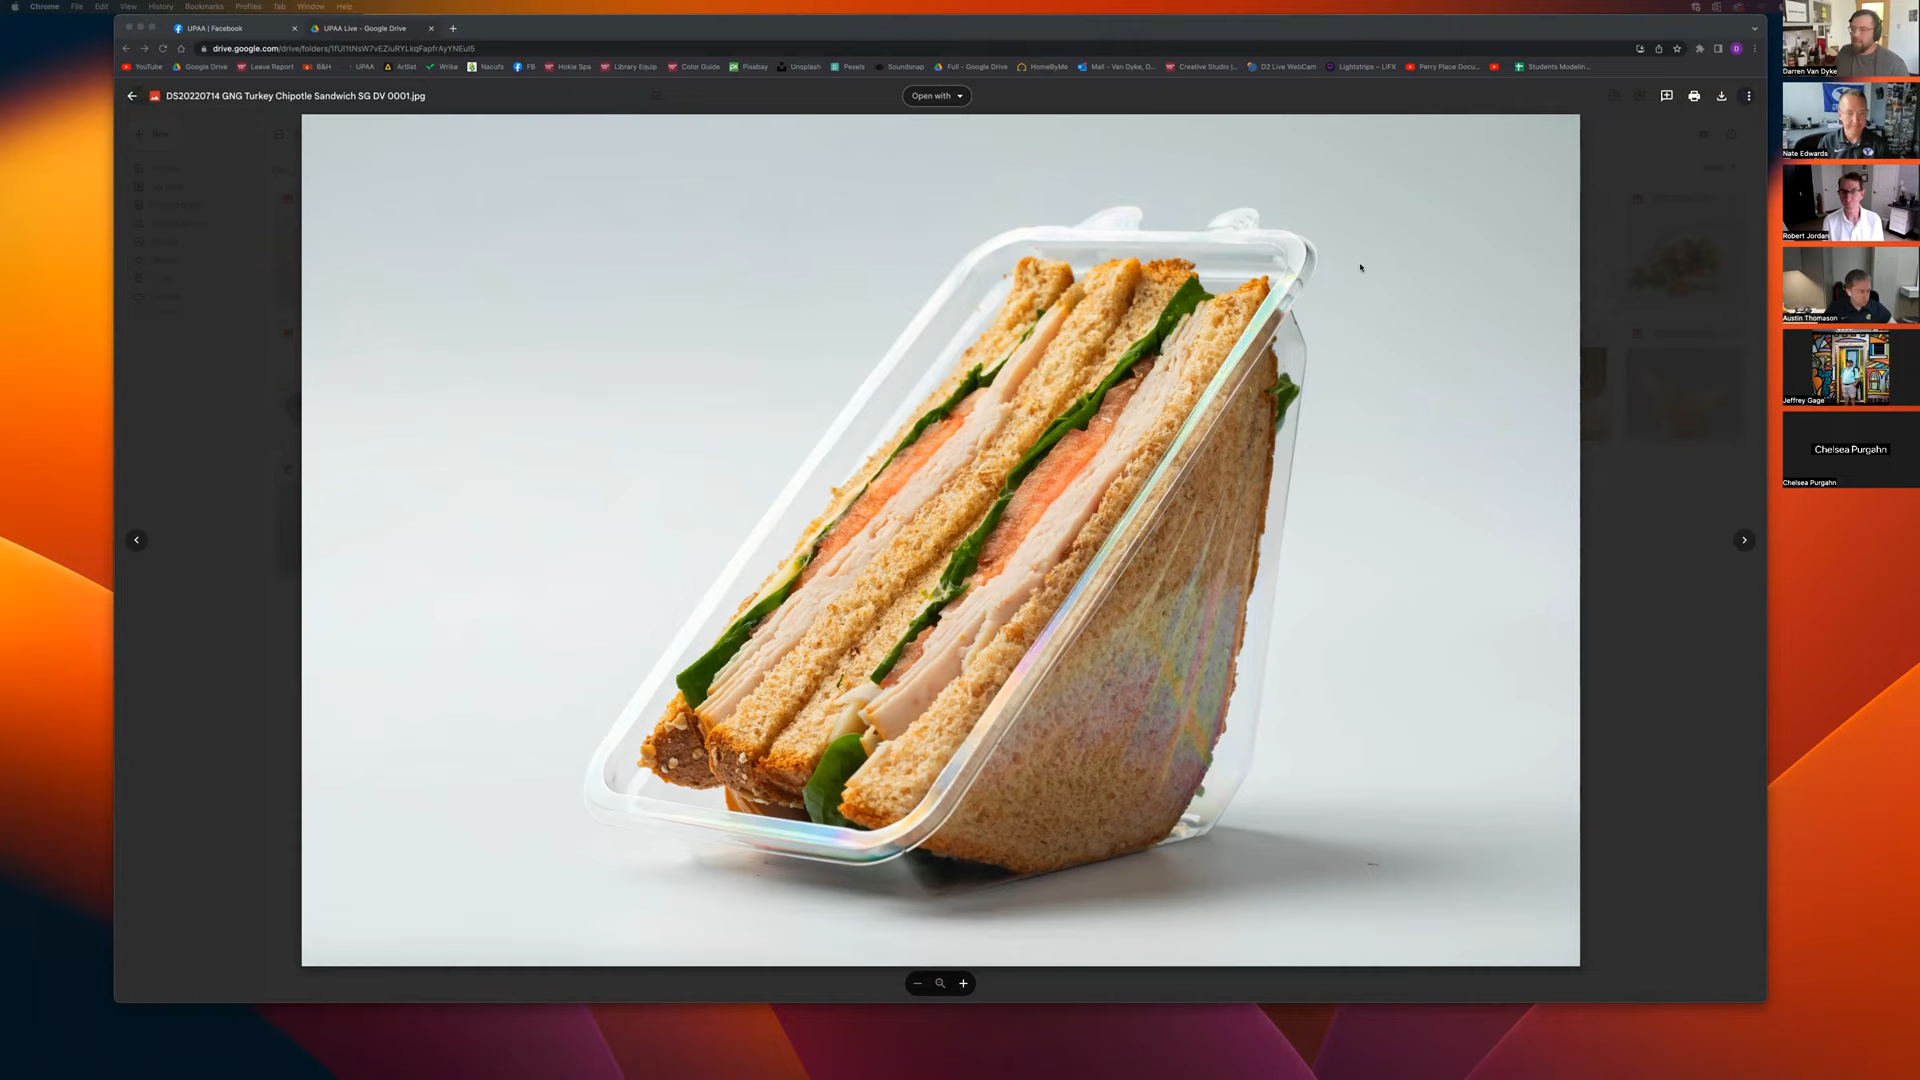 Chrome File Edit View History Bookmarks Profiles Tab Window Help
UPAA | Facebook
UPAA Live - Google Drive
drive.google.com/drive/folders/1fUI1tNsW7vEZiuRYLkqFapfrAyYNEuI5
YouTube Google Drive Leave Report B&H UPAA Artlist Wrike Nacufs FB Hokie Spa Library Equip Color Guide Pixabay Unsplash Pexels Soundsnap Full - Google Drive HomeByMe Mail - Van Dyke, D... Creative Studio |... D2 Live WebCam Lightstrips – LIFX Perry Place Docu... Students Modelin...
DS20220714 GNG Turkey Chipotle Sandwich SG DV 0001.jpg
Open with
Darren Van Dyke
Nate Edwards
Robert Jordan
Austin Thomason
Jeffrey Gage
Chelsea Purgahn
Chelsea Purgahn